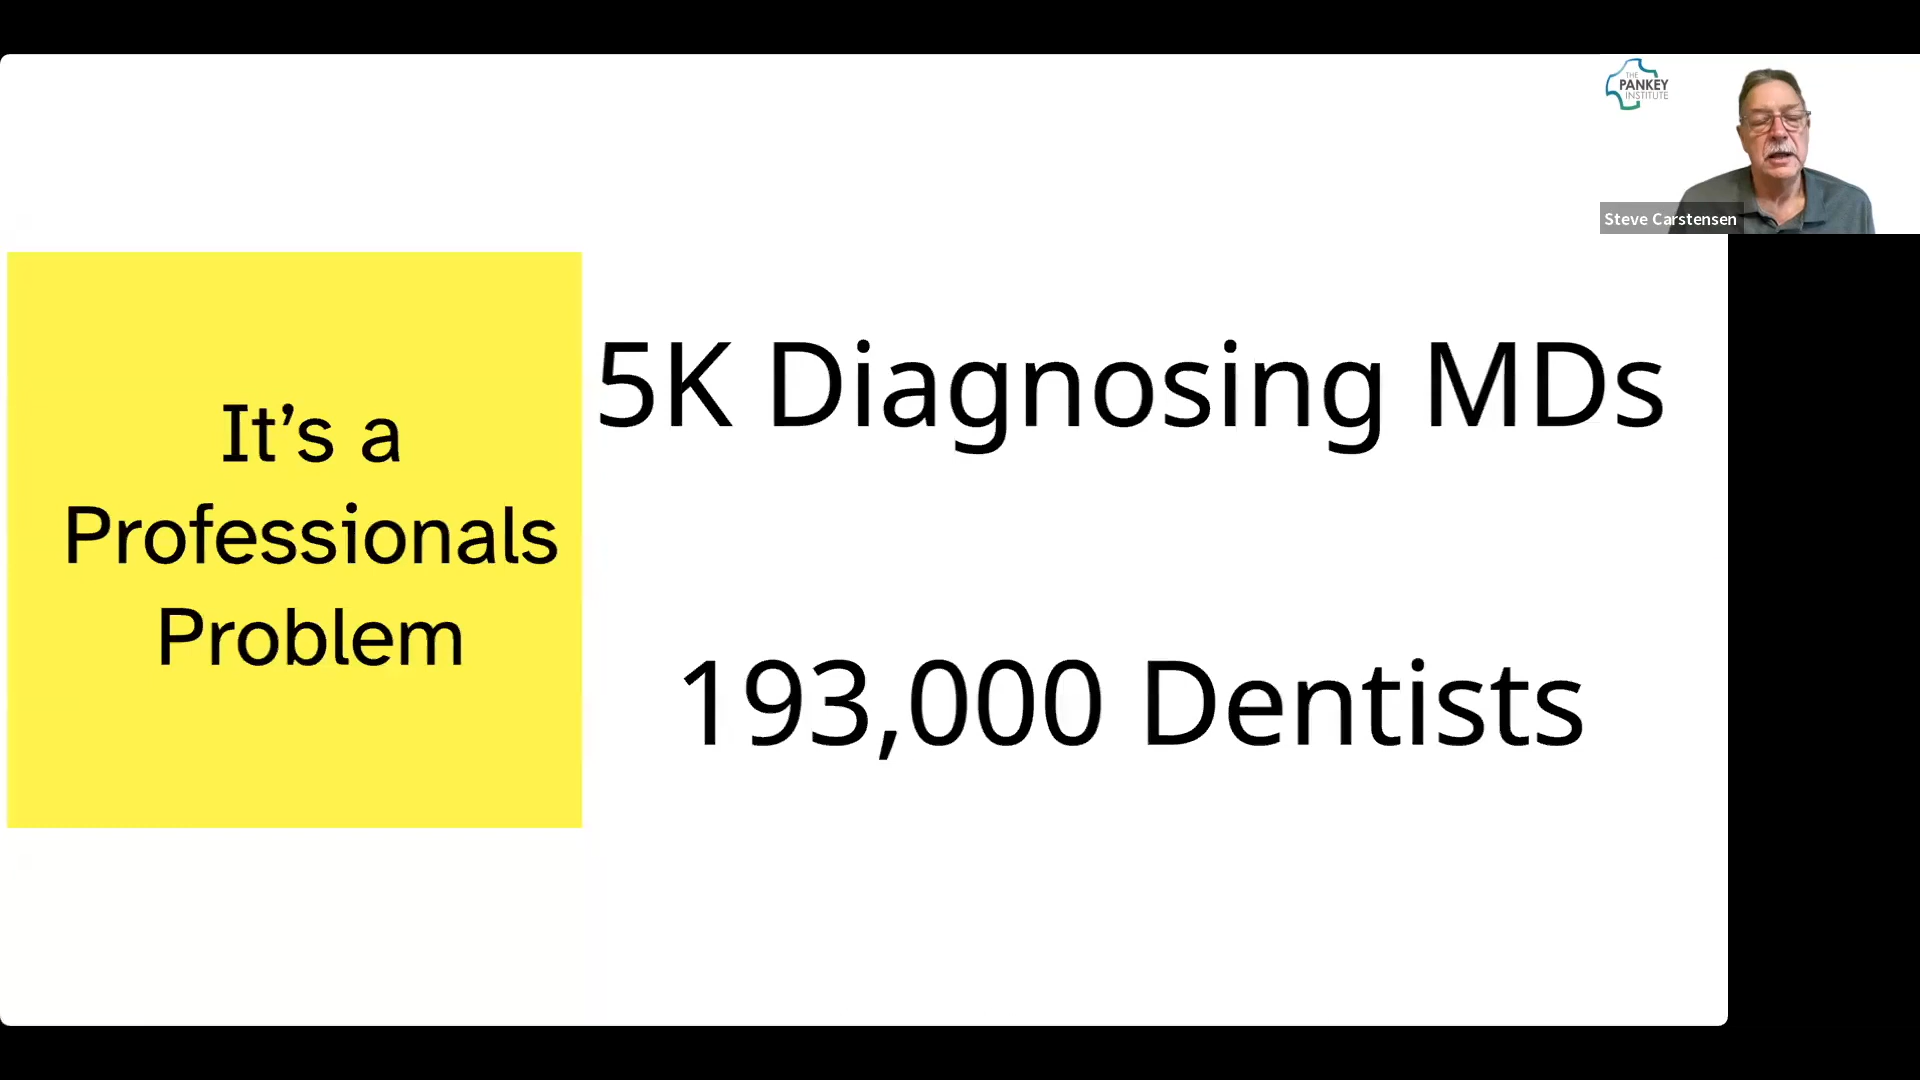 THE
PANKEY
INSTITUTE
Steve Carstensen
It’s a
Professionals
Problem
5K Diagnosing MDs
193,000 Dentists